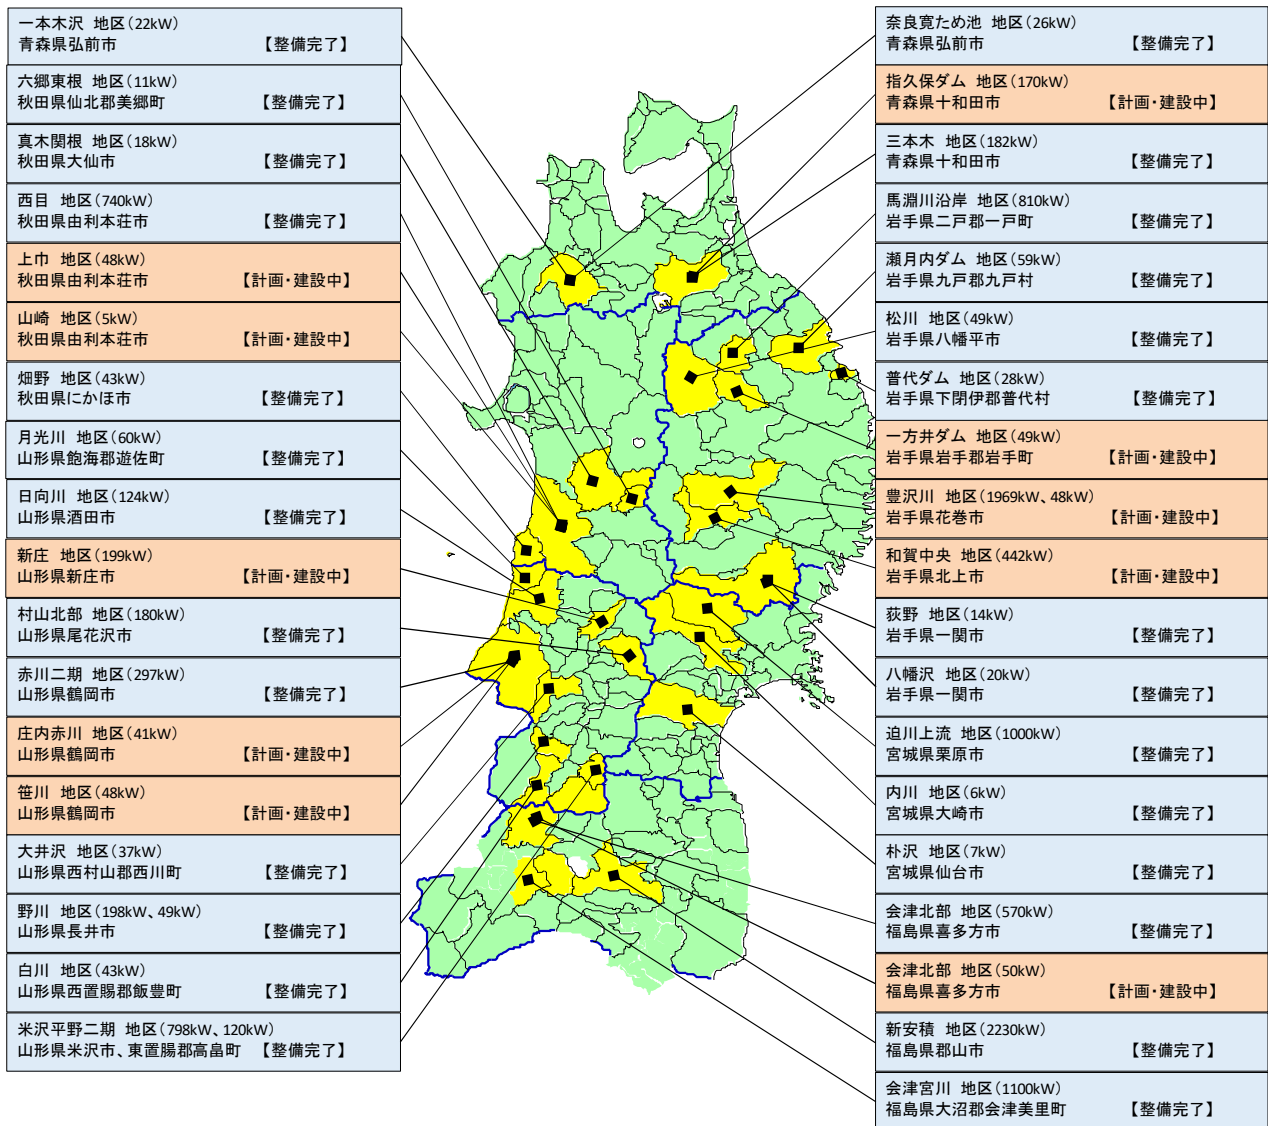 一本木沢 地区(22kW)
青森県弘前市 【整備完了】
六郷東根 地区(11kW)
秋田県仙北郡美郷町 【整備完了】
真木関根 地区(18kW)
秋田県大仙市 【整備完了】
西目 地区(740kW)
秋田県由利本荘市 【整備完了】
上巾 地区(48kW)
秋田県由利本荘市 【計画・建設中】
山崎 地区(5kW)
秋田県由利本荘市 【計画・建設中】
畑野 地区(43kW)
秋田県にかほ市 【整備完了】
月光川 地区(60kW)
山形県飽海郡遊佐町 【整備完了】
日向川 地区(124kW)
山形県酒田市 【整備完了】
新庄 地区(199kW)
山形県新庄市 【計画・建設中】
村山北部 地区(180kW)
山形県尾花沢市 【整備完了】
赤川二期 地区(297kW)
山形県鶴岡市 【整備完了】
庄内赤川 地区(41kW)
山形県鶴岡市 【計画・建設中】
笹川 地区(48kW)
山形県鶴岡市 【計画・建設中】
大井沢 地区(37kW)
山形県西村山郡西川町 【整備完了】
野川 地区(198kW、49kW)
山形県長井市 【整備完了】
白川 地区(43kW)
山形県西置賜郡飯豊町 【整備完了】
米沢平野二期 地区(798kW、120kW)
山形県米沢市、東置腸郡高畠町 【整備完了】
奈良寛ため池 地区(26kW)
青森県弘前市 【整備完了】
指久保ダム 地区(170kW)
青森県十和田市 【計画・建設中】
三本木 地区(182kW)
青森県十和田市 【整備完了】
馬淵川沿岸 地区(810kW)
岩手県二戸郡一戸町 【整備完了】
瀬月内ダム 地区(59kW)
岩手県九戸郡九戸村 【整備完了】
松川 地区(49kW)
岩手県八幡平市 【整備完了】
普代ダム 地区(28kW)
岩手県下閉伊郡普代村 【整備完了】
一方井ダム 地区(49kW)
岩手県岩手郡岩手町 【計画・建設中】
豊沢川 地区(1969kW、48kW)
岩手県花巻市 【計画・建設中】
和賀中央 地区(442kW)
岩手県北上市 【計画・建設中】
荻野 地区(14kW)
岩手県一関市 【整備完了】
八幡沢 地区(20kW)
岩手県一関市 【整備完了】
迫川上流 地区(1000kW)
宮城県栗原市 【整備完了】
内川 地区(6kW)
宮城県大崎市 【整備完了】
朴沢 地区(7kW)
宮城県仙台市 【整備完了】
会津北部 地区(570kW)
福島県喜多方市 【整備完了】
会津北部 地区(50kW)
福島県喜多方市 【計画・建設中】
新安積 地区(2230kW)
福島県郡山市 【整備完了】
会津宮川 地区(1100kW)
福島県大沼郡会津美里町 【整備完了】